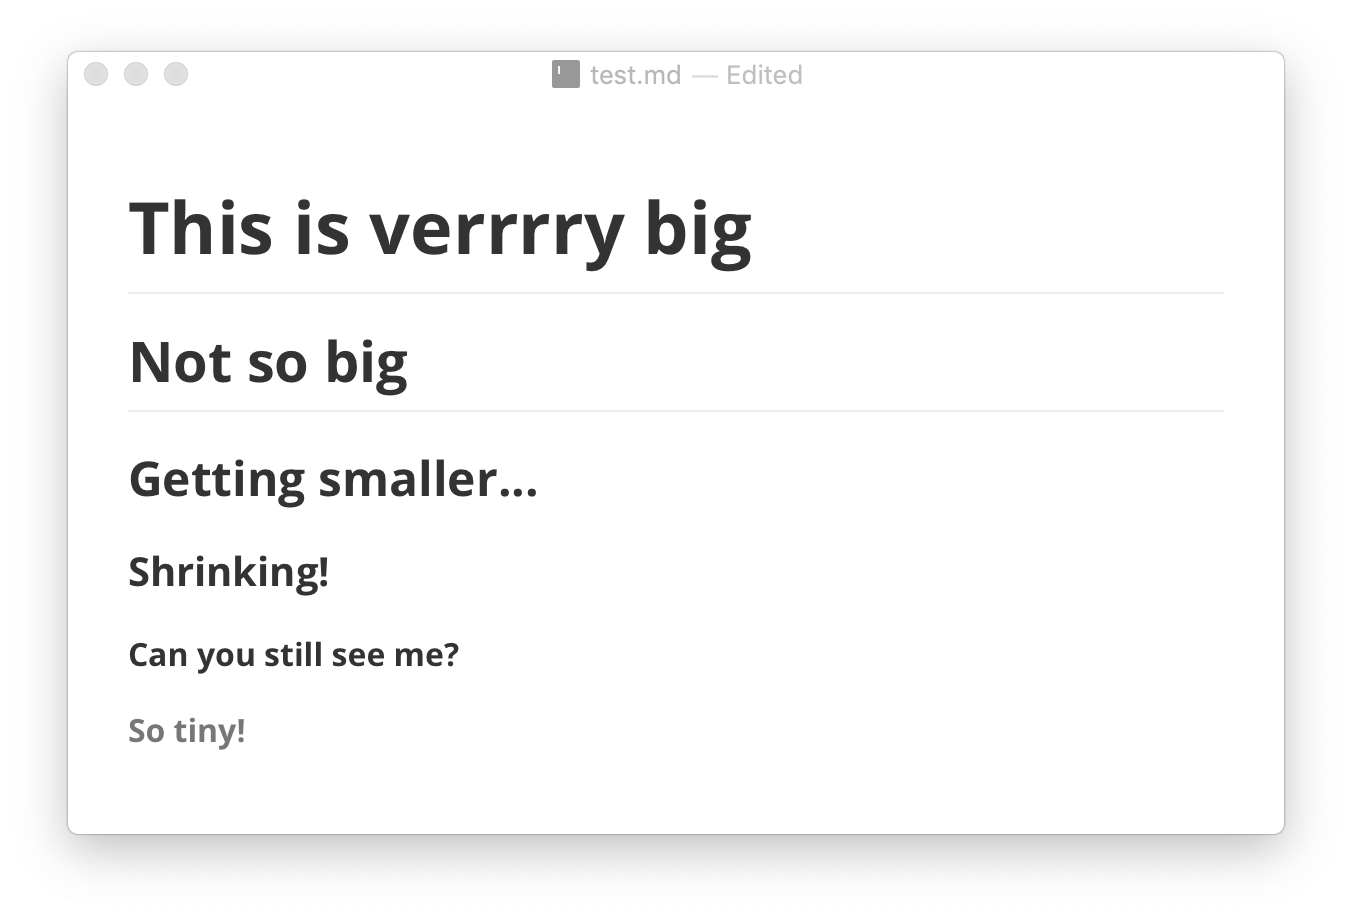 test.md — Edited
This is verrrry big
Not so big
Getting smaller...
Shrinking!
Can you still see me?
So tiny!